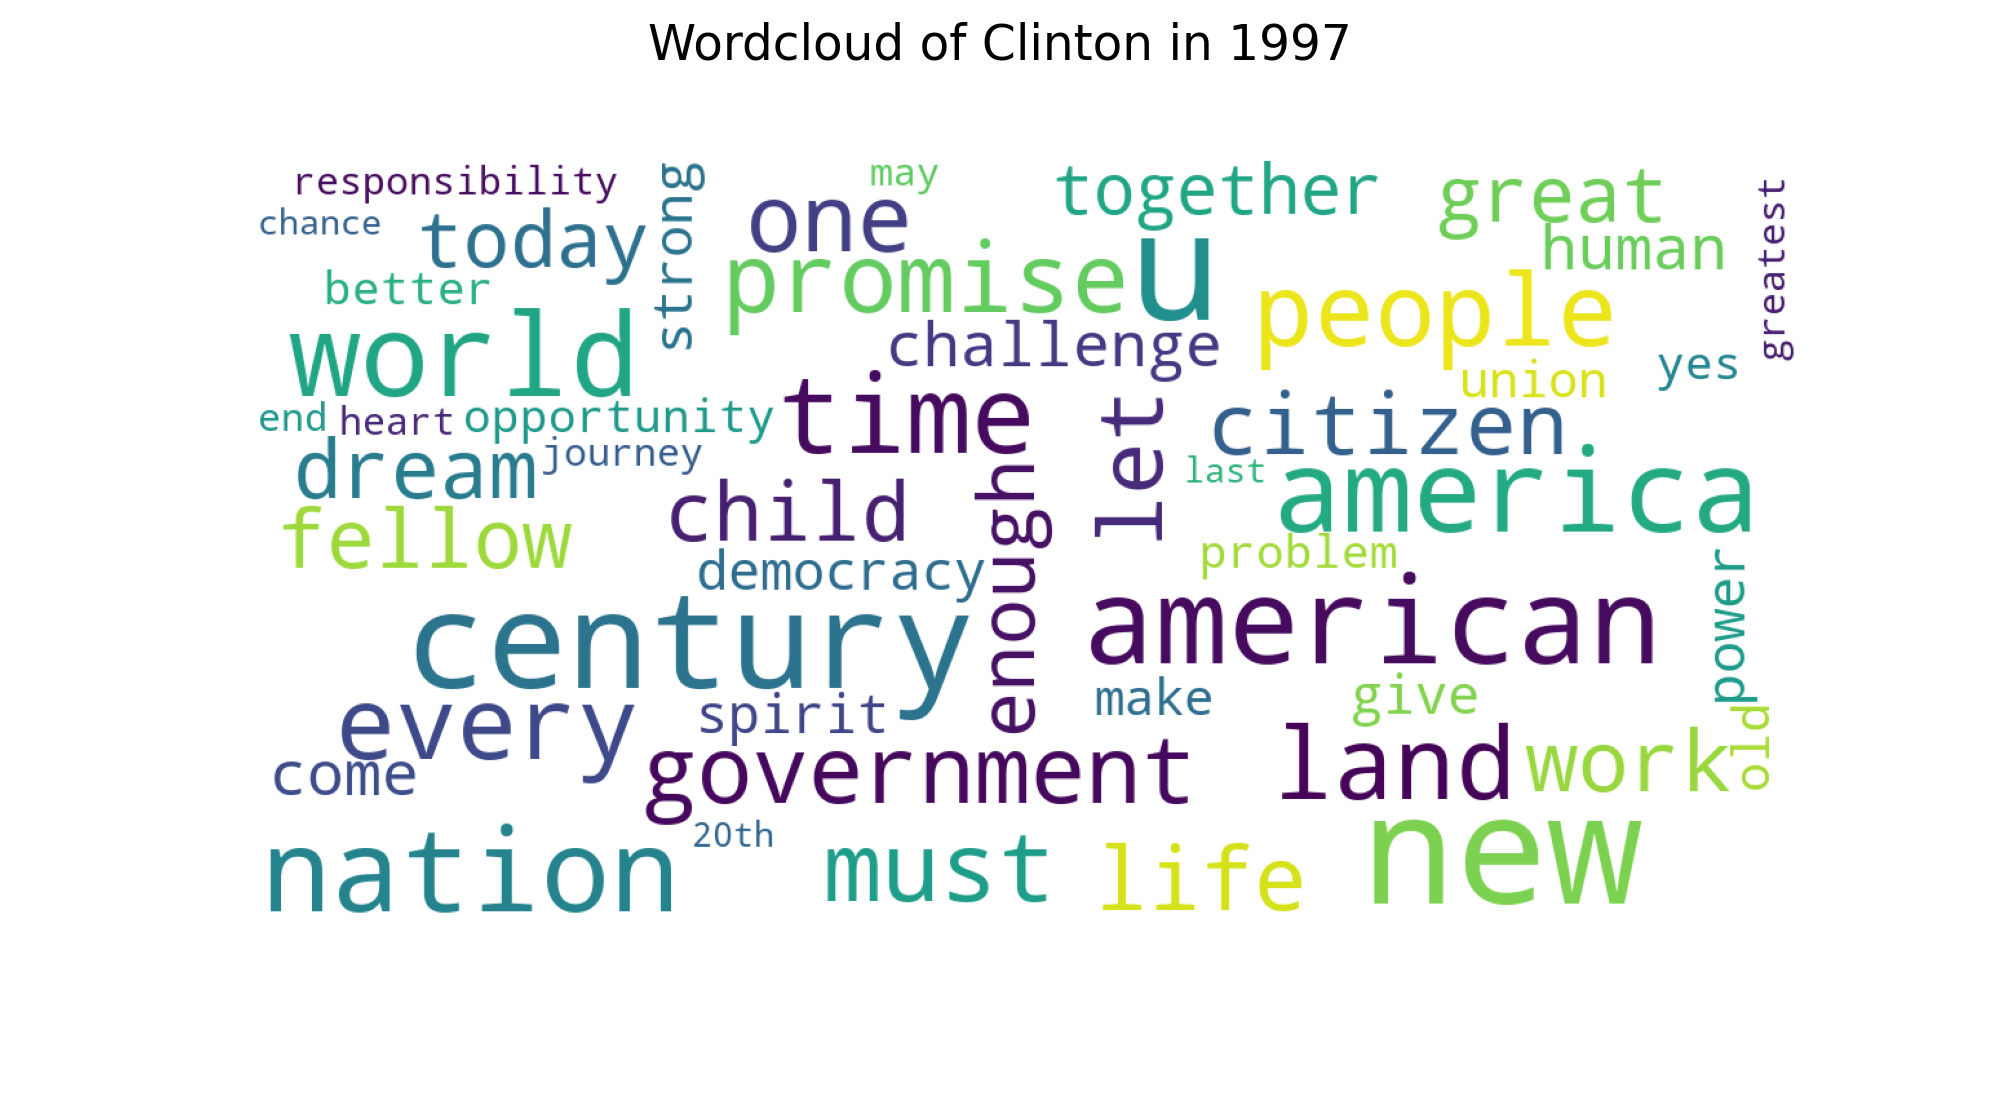 Wordcloud of Clinton in 1997
responsibility
may
together
great
strong
greatest
chance
today
one
promise
u
human
better
people
world
challenge
union
yes
end
heart
opportunity
time
let
citizen
dream
journey
last
america
fellow
child
enough
democracy
problem
american
power
century
every
spirit
make
give
old
come
government
land
work
nation
20th
must
life
new